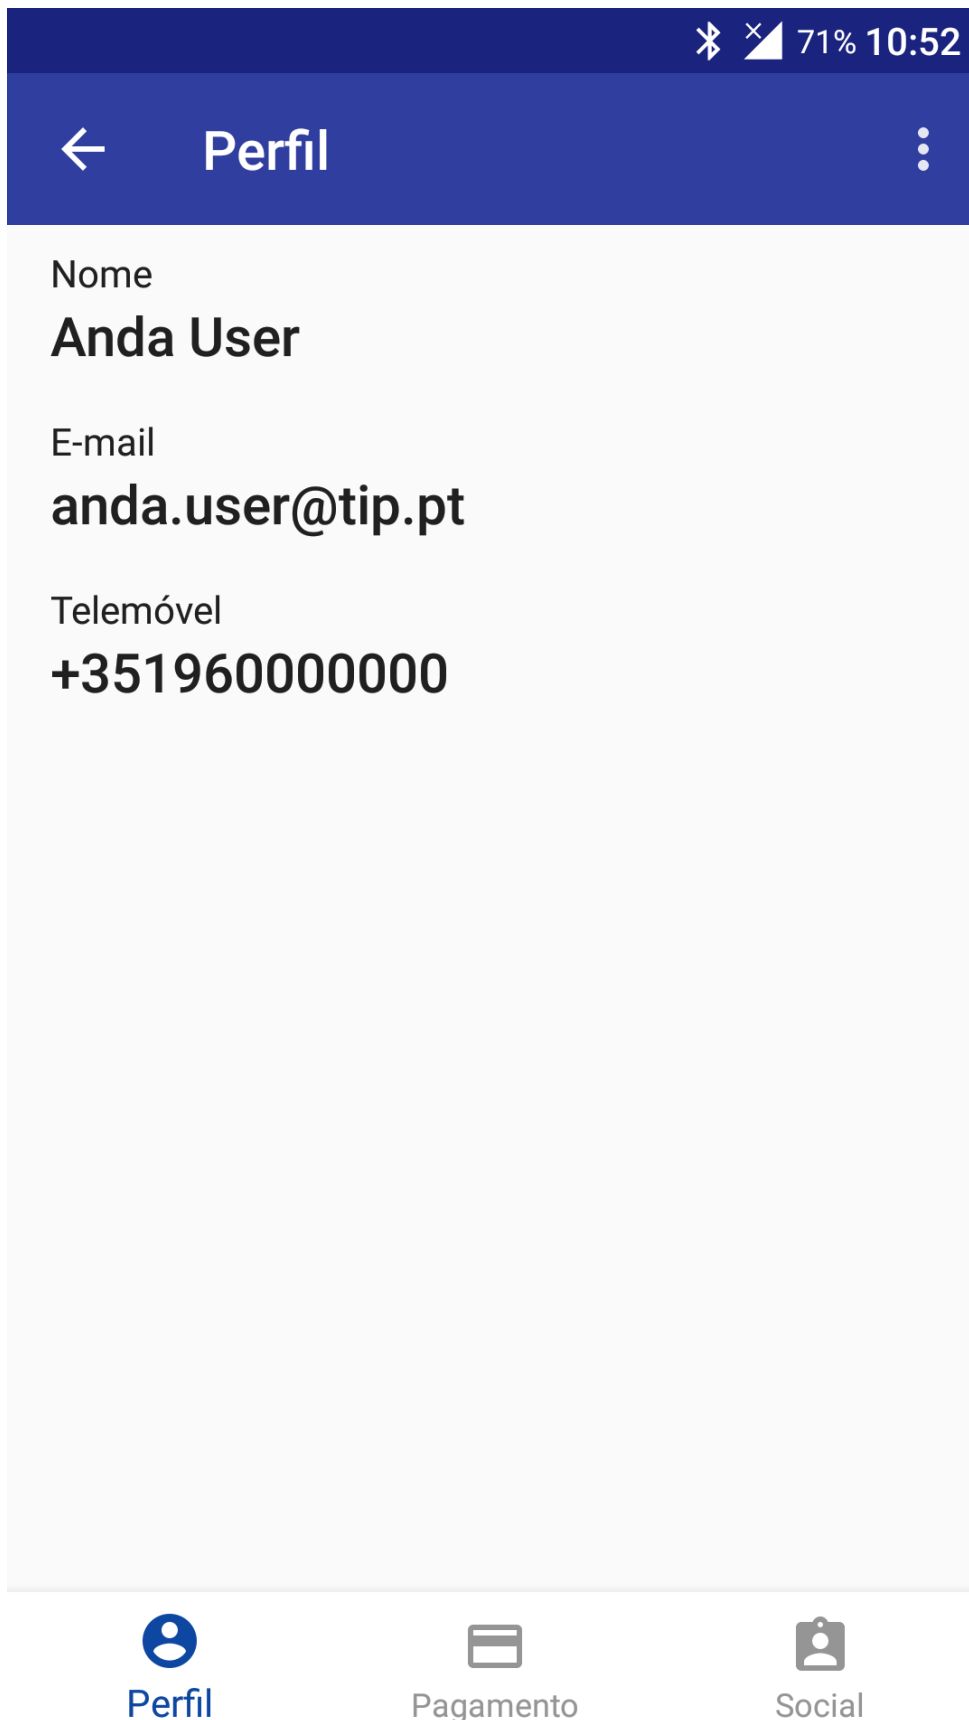 71% 10:52
Perfil
Nome
Anda User
E-mail
anda.user@tip.pt
Telemóvel
+351960000000
Perfil
Pagamento
Social